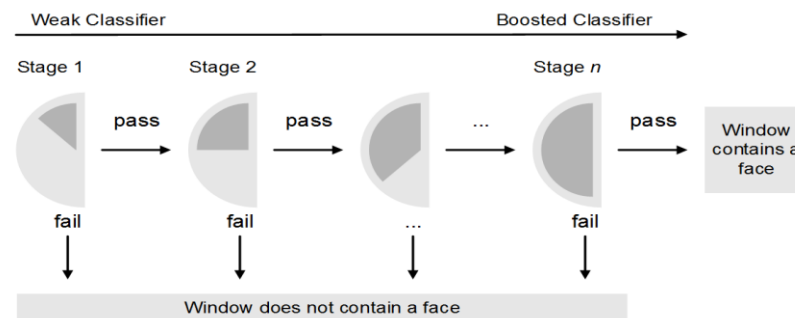 Weak Classifier
Boosted Classifier
Stage 1
Stage 2
Stage n
pass
pass
...
pass
Window
contains a
face
fail
fail
...
fail
Window does not contain a face